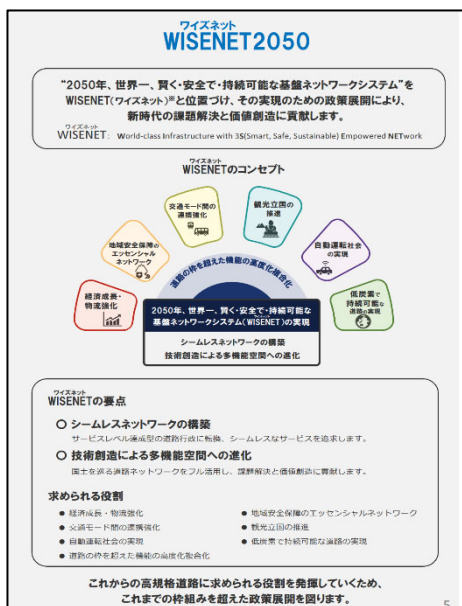 ワイズネット
WISENET2050
“2050年、世界一、賢く・安全で・持続可能な基盤ネットワークシステム”を
ワイズネット
WISENET(ワイズネット)※と位置づけ、その実現のための政策展開により、
新時代の課題解決と価値創造に貢献します。
ワイズネット
WISENET: World-class Infrastructure with 3S(Smart, Safe, Sustainable) Empowered NETwork
ワイズネット
WISENETのコンセプト
交通モード間の
連携強化
観光立国の
推進
地域安全保障の
エッセンシャル
ネットワーク
自動運転社会
の実現
経済成長・
物流強化
低炭素で
持続可能な
道路の実現
道路の枠を超えた機能の高度化複合化
2050年、世界一、賢く・安全で・持続可能な
ワイズネット
基盤ネットワークシステム(WISENET)の実現
シームレスネットワークの構築
技術創造による多機能空間への進化
ワイズネット
WISENETの要点
○ シームレスネットワークの構築
サービスレベル達成型の道路行政に転換、シームレスなサービスを追求します。
○ 技術創造による多機能空間への進化
国土を巡る道路ネットワークをフル活用し、課題解決と価値創造に貢献します。
求められる役割
• 経済成長・物流強化
• 地域安全保障のエッセンシャルネットワーク
• 交通モード間の連携強化
• 観光立国の推進
• 自動運転社会の実現
• 低炭素で持続可能な道路の実現
• 道路の枠を超えた機能の高度化複合化
これからの高規格道路に求められる役割を発揮していくため、
これまでの枠組みを超えた政策展開を図ります。
5